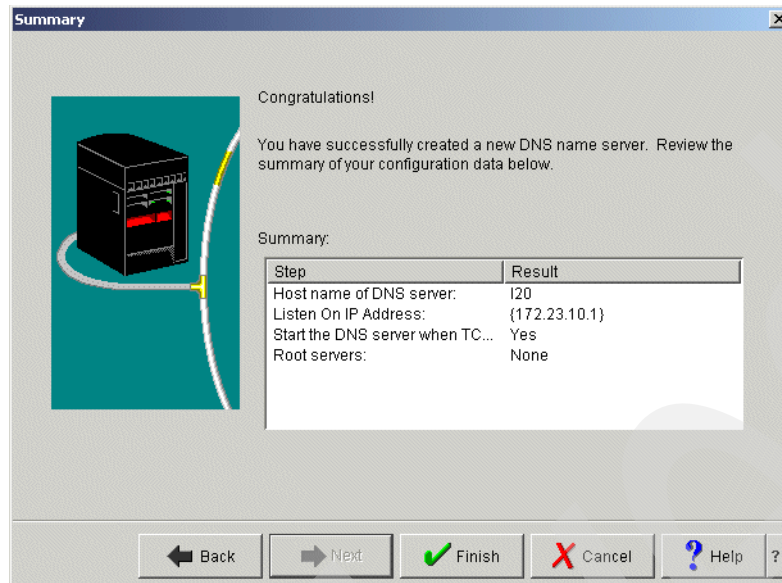 Summary
Congratulations!
You have successfully created a new DNS name server. Review the
summary of your configuration data below.
Summary:
Step Result
Host name of DNS server: I20
Listen On IP Address: {172.23.10.1}
Start the DNS server when TC... Yes
Root servers: None
Back Next Finish Cancel ? Help ?